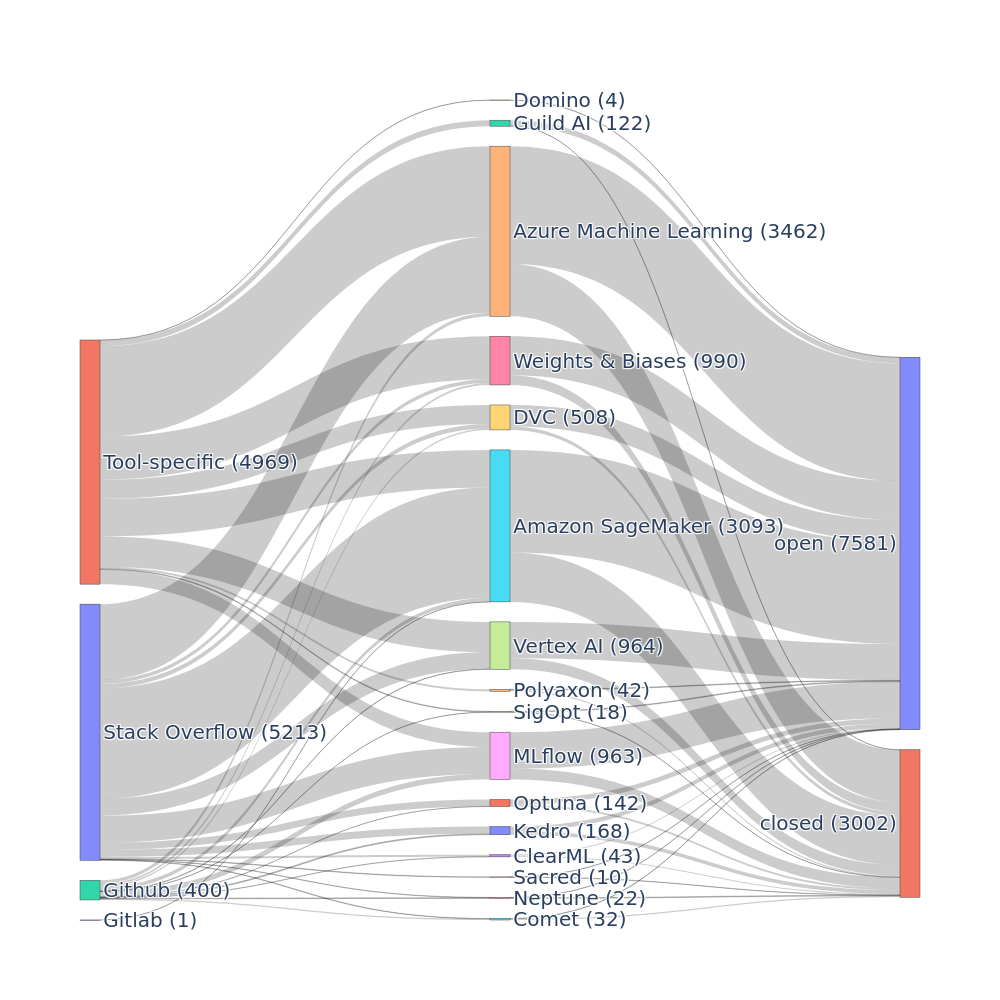 Domino (4)
Guild AI (122)
Azure Machine Learning (3462)
Weights & Biases (990)
DVC (508)
Tool-specific (4969)
Amazon SageMaker (3093)
open (7581)
Vertex AI (964)
Polyaxon (42)
SigOpt (18)
Stack Overflow (5213)
MLflow (963)
Optuna (142)
closed (3002)
Kedro (168)
ClearML (43)
Sacred (10)
Github (400)
Neptune (22)
Gitlab (1)
Comet (32)